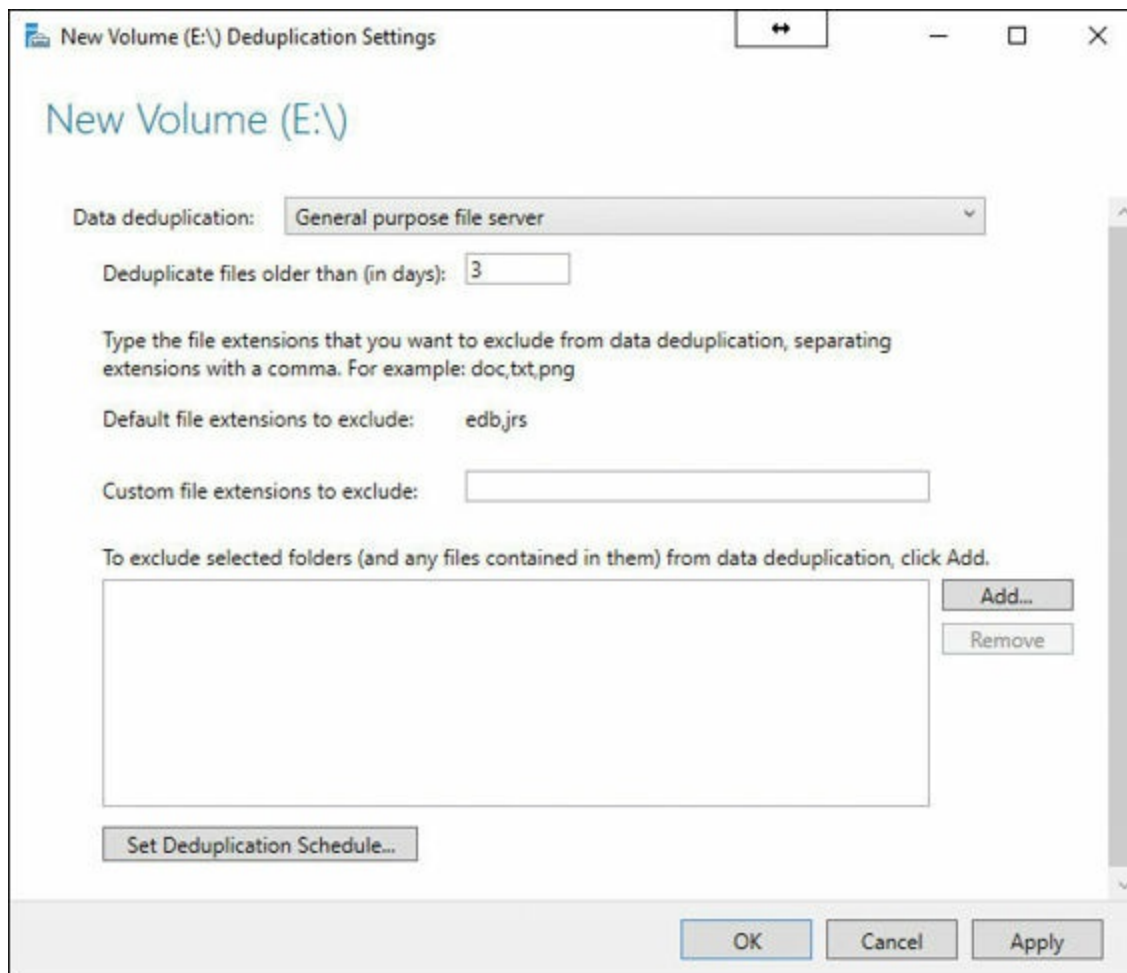 New Volume (E:\) Deduplication Settings
New Volume (E:\)
Data deduplication: General purpose file server
Deduplicate files older than (in days): 3
Type the file extensions that you want to exclude from data deduplication, separating
extensions with a comma. For example: doc,txt,png
Default file extensions to exclude: edb,jrs
Custom file extensions to exclude:
To exclude selected folders (and any files contained in them) from data deduplication, click Add.
Add...
Remove
Set Deduplication Schedule...
OK Cancel Apply